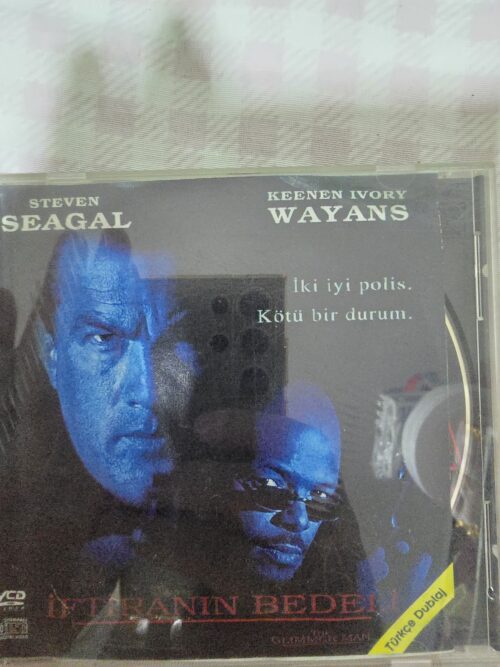 STEVEN
SEAGAL
KEENEN IVORY
WAYANS
İki iyi polis.
Kötü bir durum.
VCD
İFTİRANIN BEDELİ
Türkçe Dublaj
GLIMMER MAN